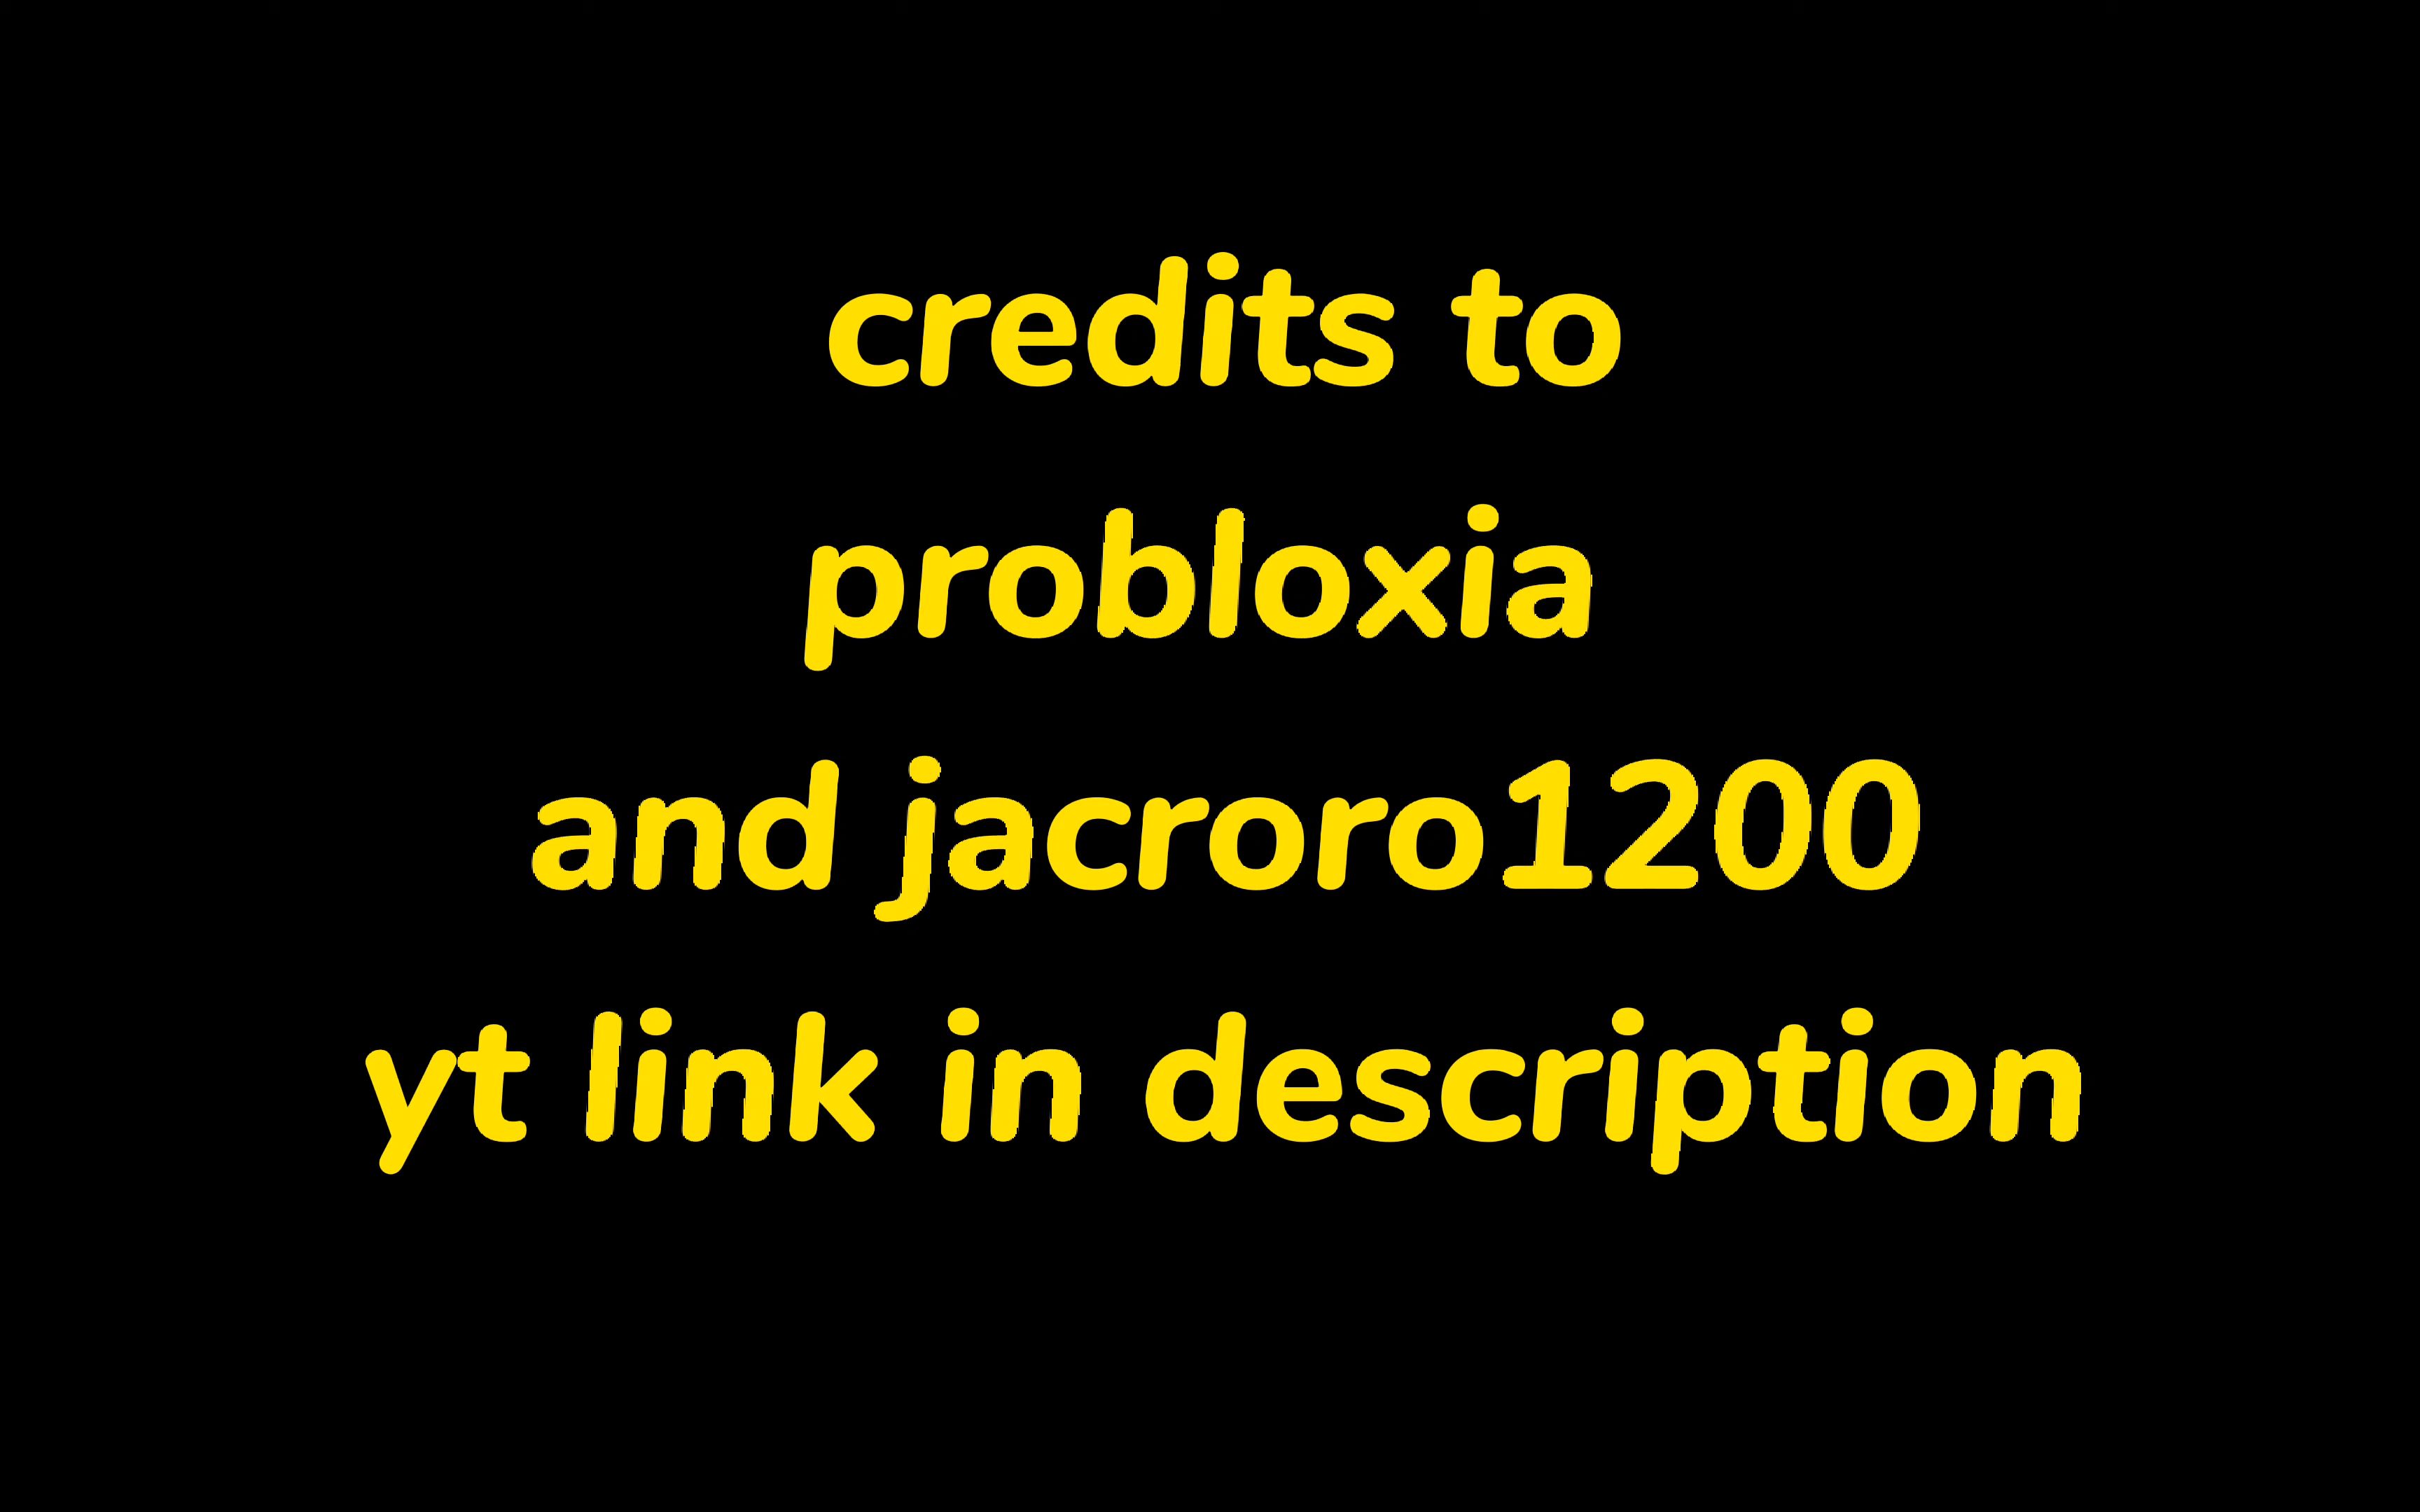 credits to
probloxia
and jacroro1200
yt link in description